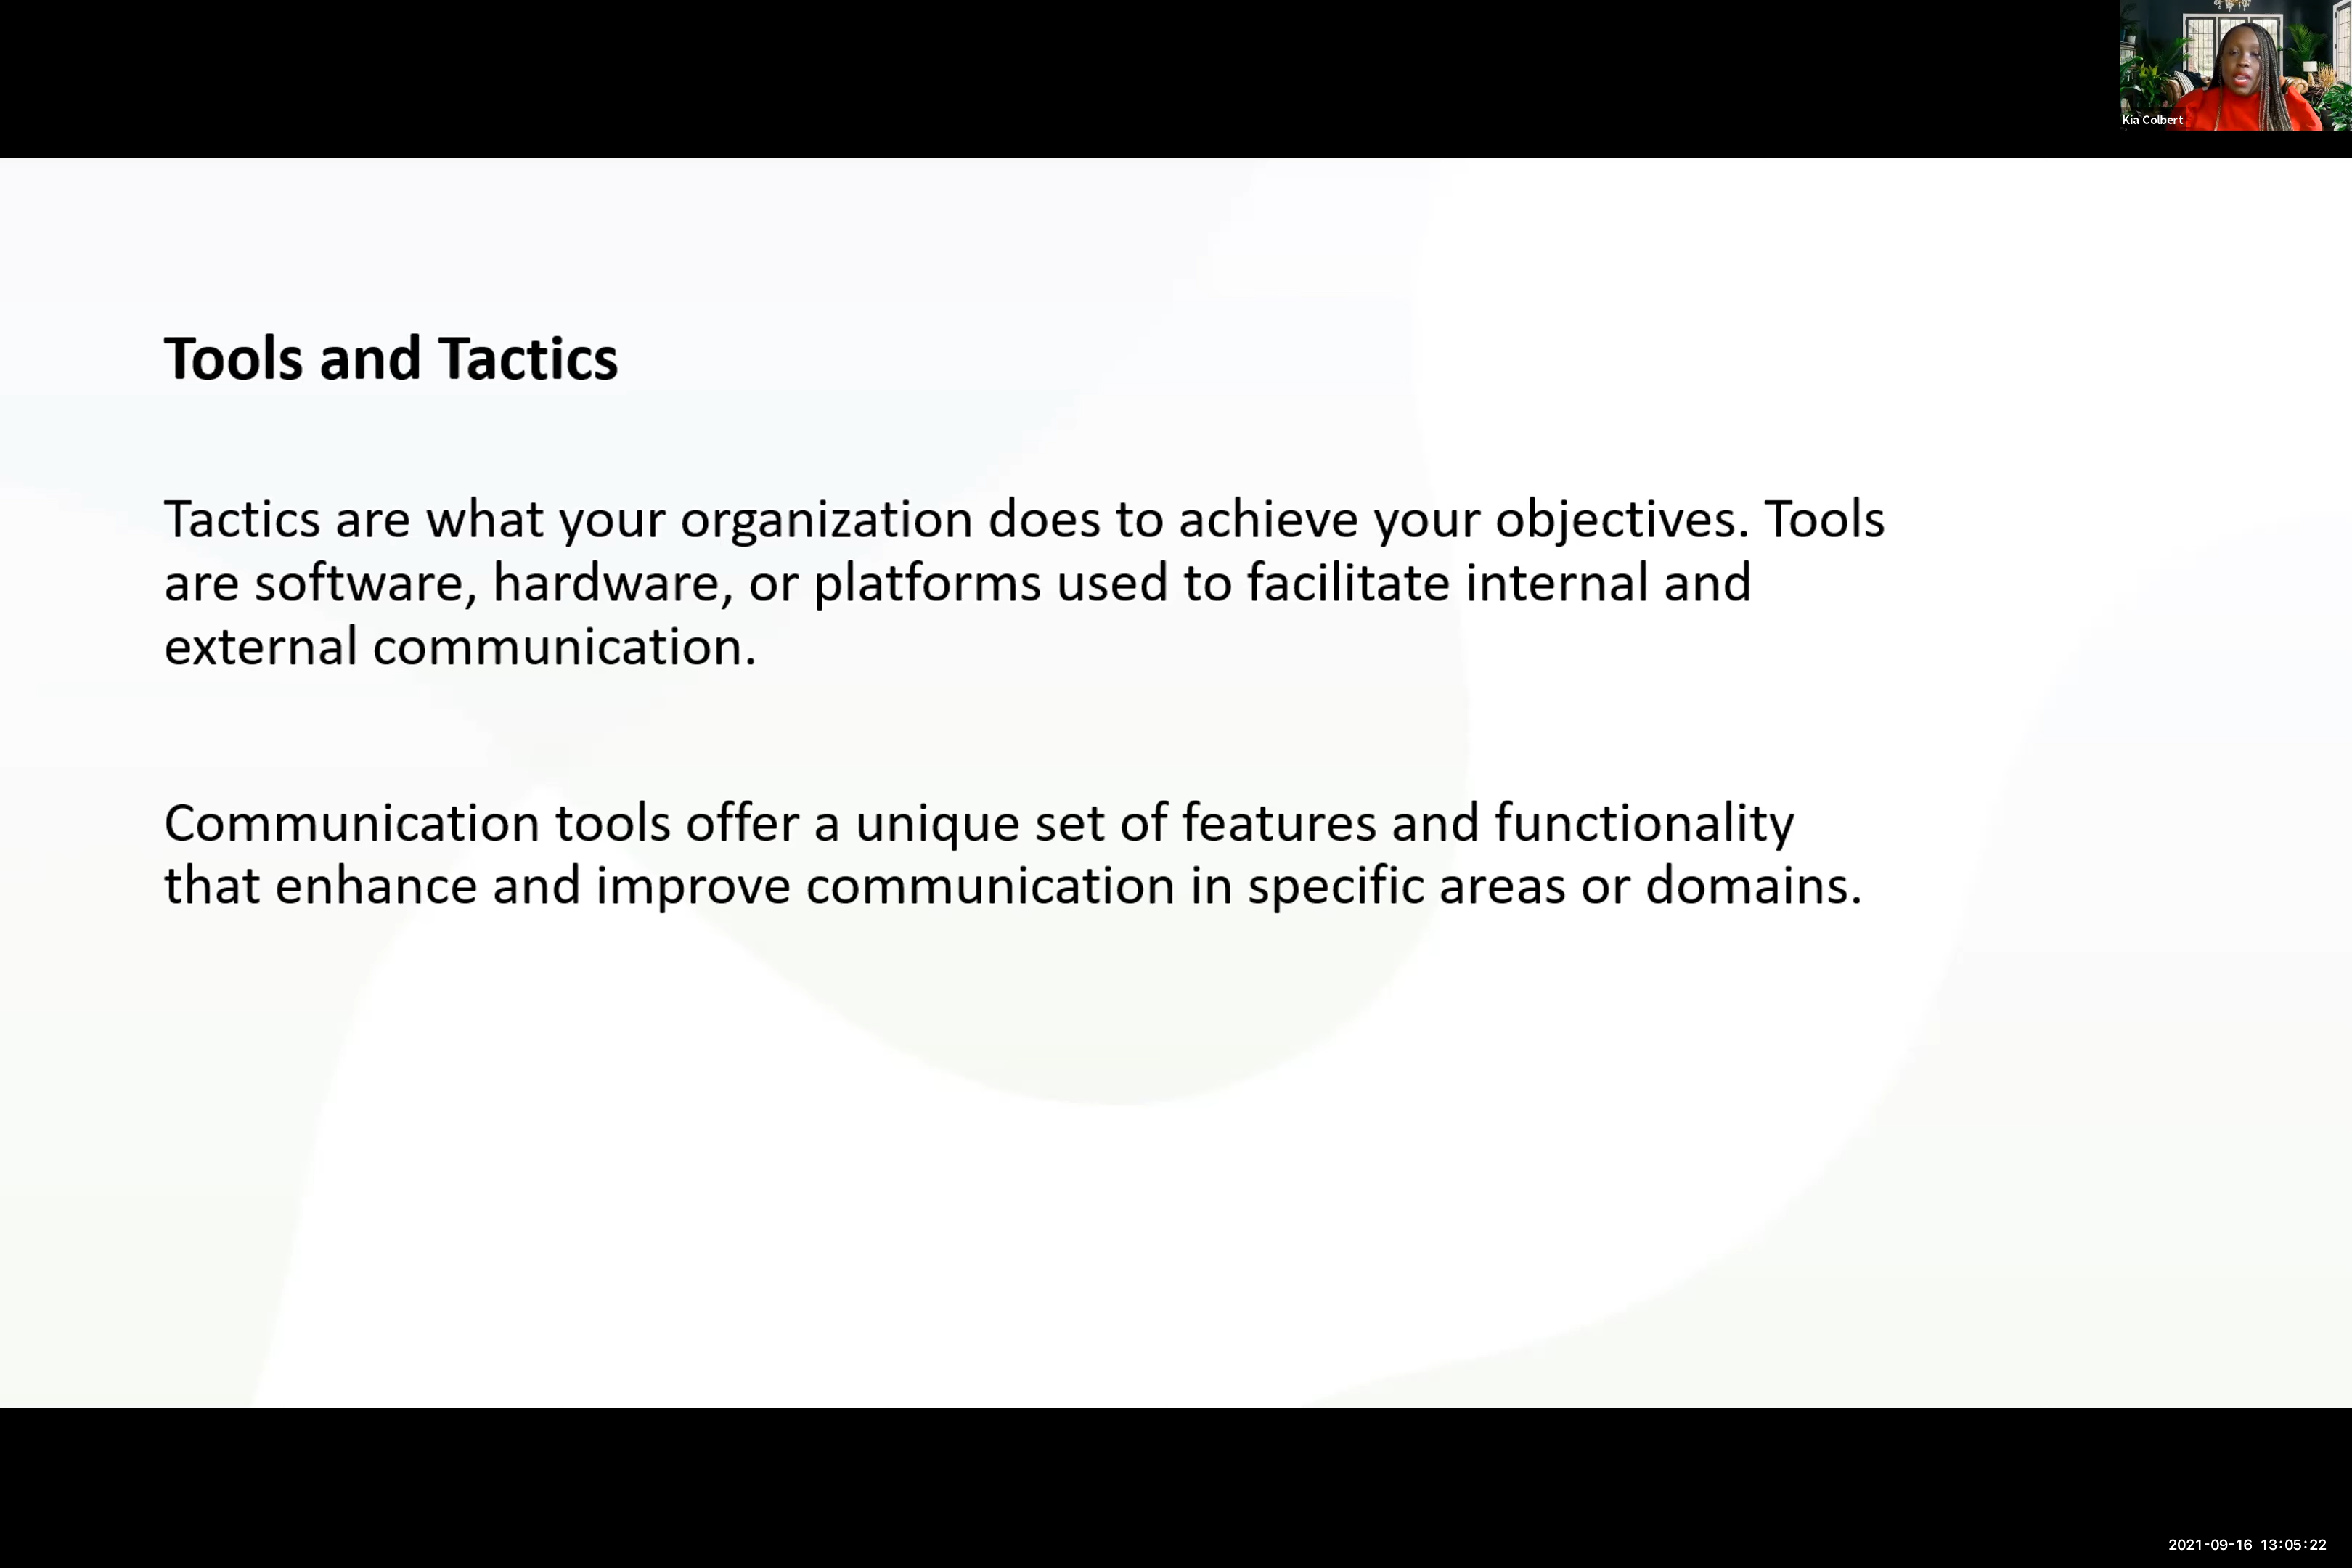 Kia Colbert
Tools and Tactics
Tactics are what your organization does to achieve your objectives. Tools
are software, hardware, or platforms used to facilitate internal and
external communication.
Communication tools offer a unique set of features and functionality
that enhance and improve communication in specific areas or domains.
2021-09-16 13:05:22